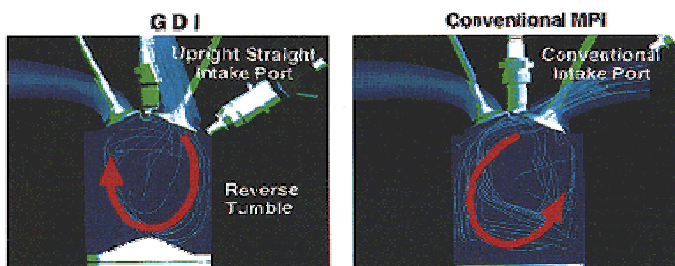 G D I
Upright Straight
Intake Port
Reverse
Tumble
Conventional MPI
Conventional
Intake Port